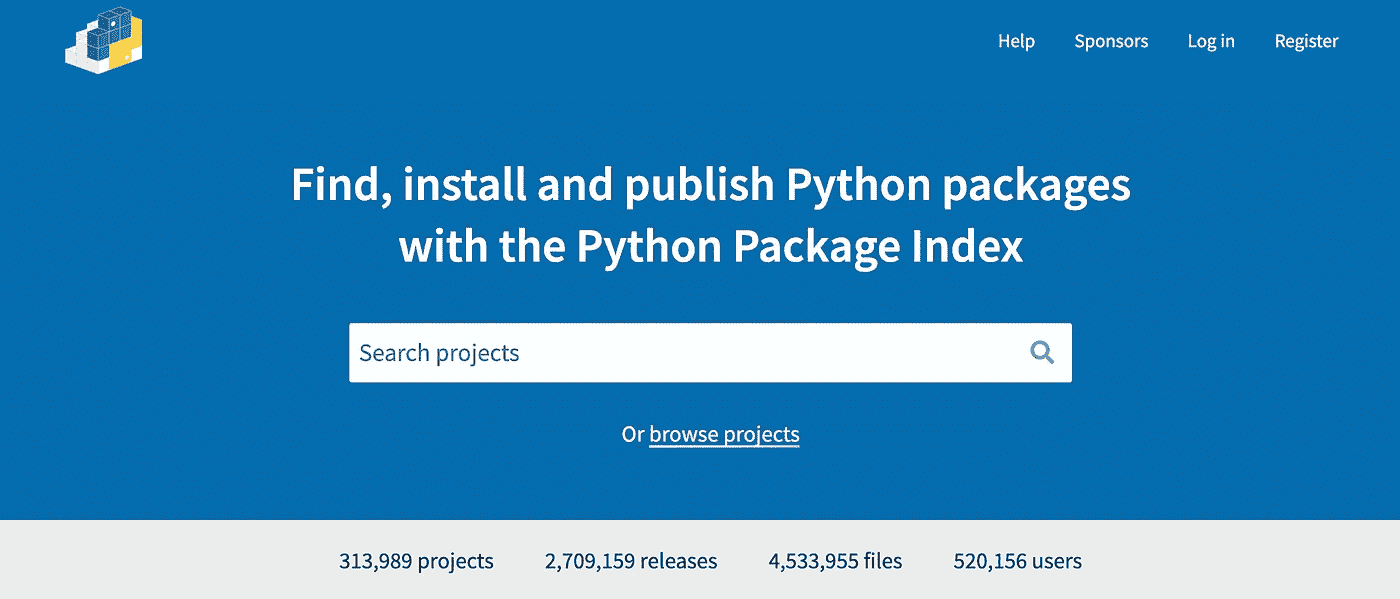 Help Sponsors Log in Register
Find, install and publish Python packages
with the Python Package Index
Search projects
Or browse projects
313,989 projects 2,709,159 releases 4,533,955 files 520,156 users